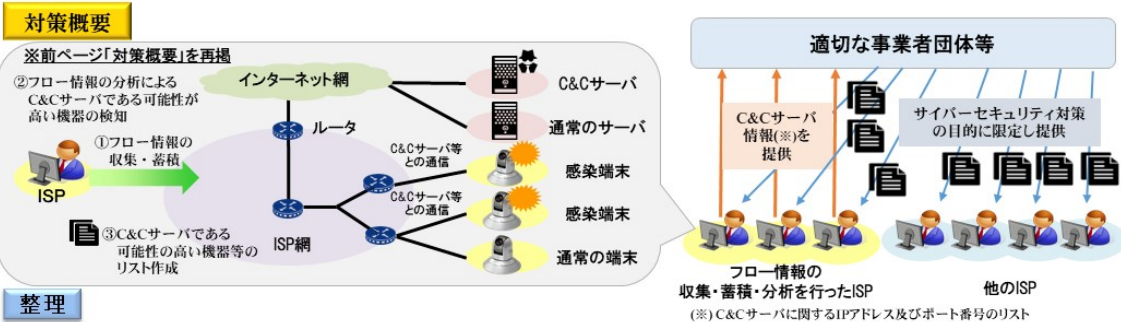 対策概要
※前ページ「対策概要」を再掲
②フロー情報の分析による
C&Cサーバである可能性が
高い機器の検知
①フロー情報の
収集・蓄積
ISP
③C&Cサーバである
可能性の高い機器等の
リスト作成
インターネット網
ルータ
ISP網
C&Cサーバ等
との通信
C&Cサーバ等
との通信
C&Cサーバ
通常のサーバ
感染端末
感染端末
通常の端末
適切な事業者団体等
C&Cサーバ
情報(※)を
提供
サイバーセキュリティ対策
の目的に限定し提供
フロー情報の
収集・蓄積・分析を行ったISP
他のISP
(※) C&Cサーバに関するIPアドレス及びポート番号のリスト
整理